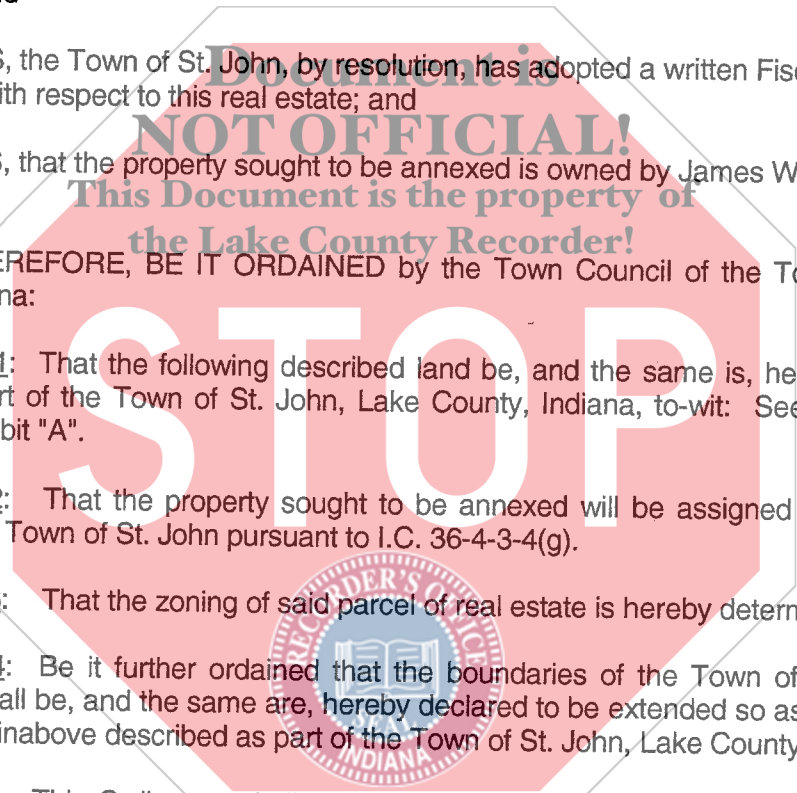 S, the Town of St. John, by resolution, has adopted a written Fisc
Document is
ith respect to this real estate; and
NOT OFFICIAL!
S, that the property sought to be annexed is owned by James W
This Document is the property of
the Lake County Recorder!
EREFORE, BE IT ORDAINED by the Town Council of the To
na:
STOP
1: That the following described land be, and the same is, he
rt of the Town of St. John, Lake County, Indiana, to-wit: See
bit "A".
2: That the property sought to be annexed will be assigned
Town of St. John pursuant to I.C. 36-4-3-4(g).
: That the zoning of said parcel of real estate is hereby determ
4: Be it further ordained that the boundaries of the Town of
all be, and the same are, hereby declared to be extended so as
inabove described as part of the Town of St. John, Lake County
RECORDER'S OFFICE
SEAL
INDIANA